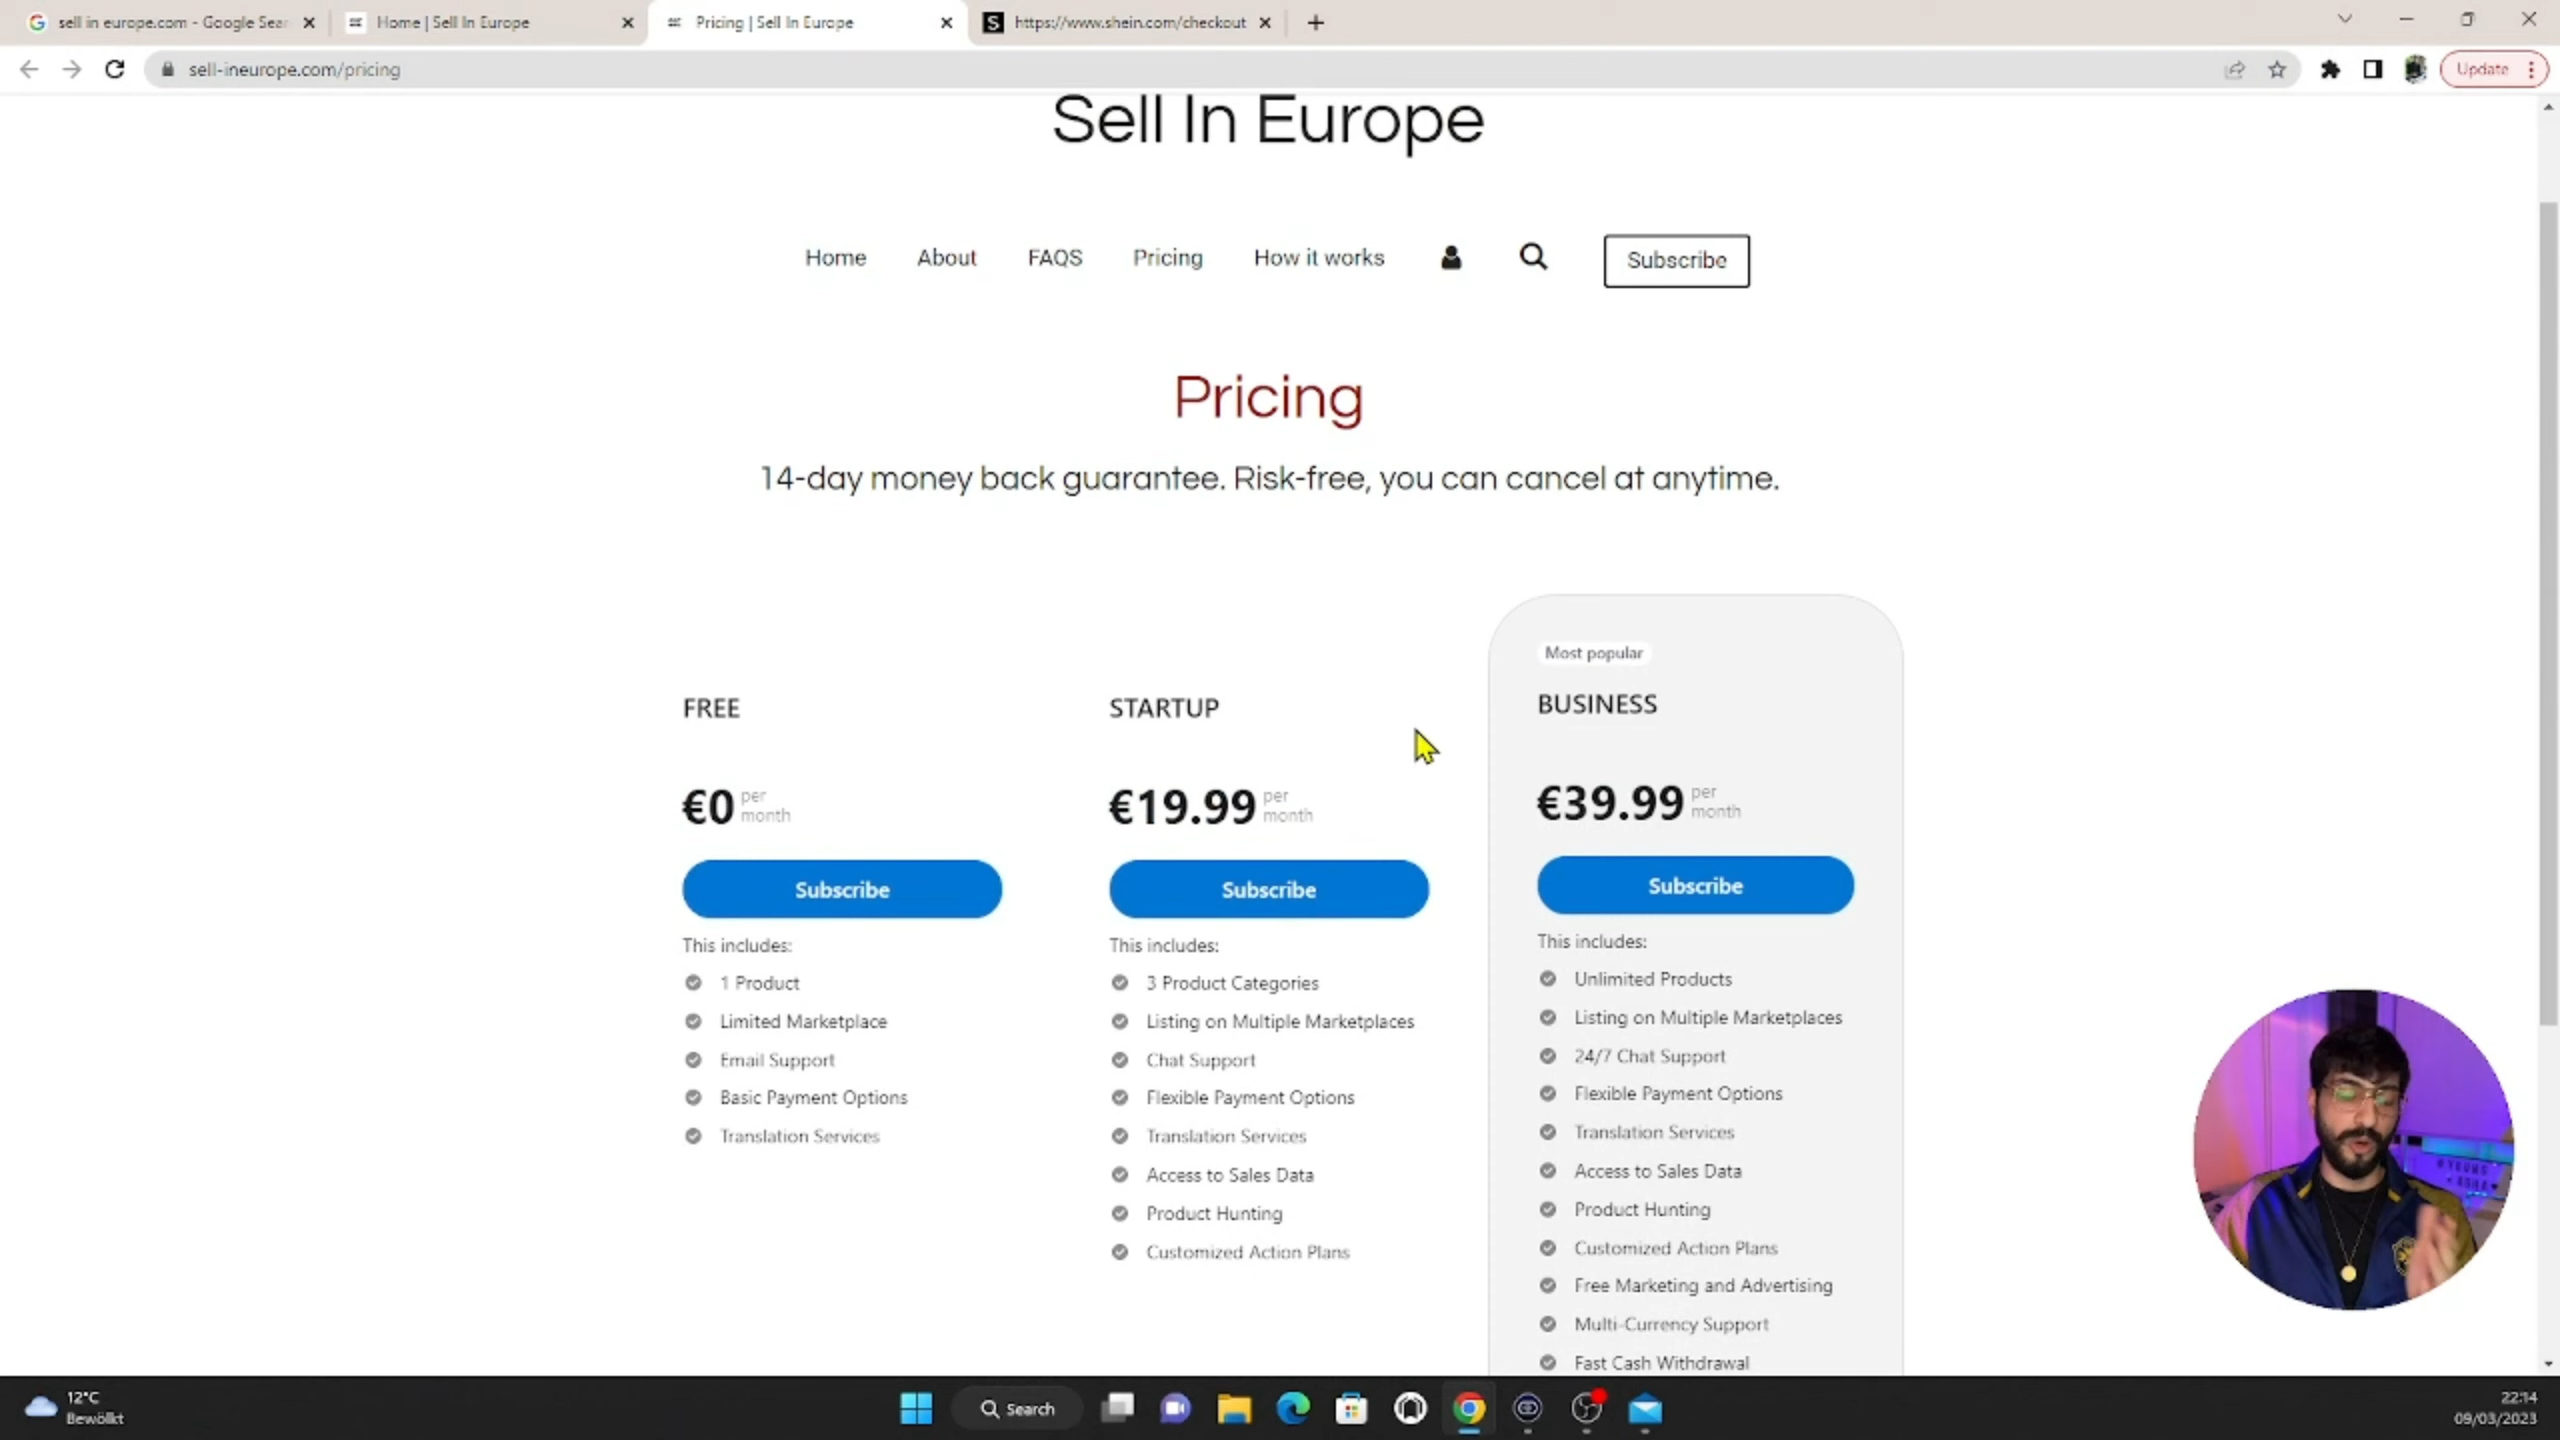 sell in europe.com - Google Sear
Home | Sell In Europe
Pricing | Sell In Europe
https://www.shein.com/checkout
sell-ineurope.com/pricing
Update
Sell In Europe
Home
About
FAQS
Pricing
How it works
Subscribe
Pricing
14-day money back guarantee. Risk-free, you can cancel at anytime.
FREE
€0 per month
Subscribe
This includes:
1 Product
Limited Marketplace
Email Support
Basic Payment Options
Translation Services
STARTUP
€19.99 per month
Subscribe
This includes:
3 Product Categories
Listing on Multiple Marketplaces
Chat Support
Flexible Payment Options
Translation Services
Access to Sales Data
Product Hunting
Customized Action Plans
Most popular
BUSINESS
€39.99 per month
Subscribe
This includes:
Unlimited Products
Listing on Multiple Marketplaces
24/7 Chat Support
Flexible Payment Options
Translation Services
Access to Sales Data
Product Hunting
Customized Action Plans
Free Marketing and Advertising
Multi-Currency Support
Fast Cash Withdrawal
12°C
Bewölkt
Search
22:14
09/03/2023